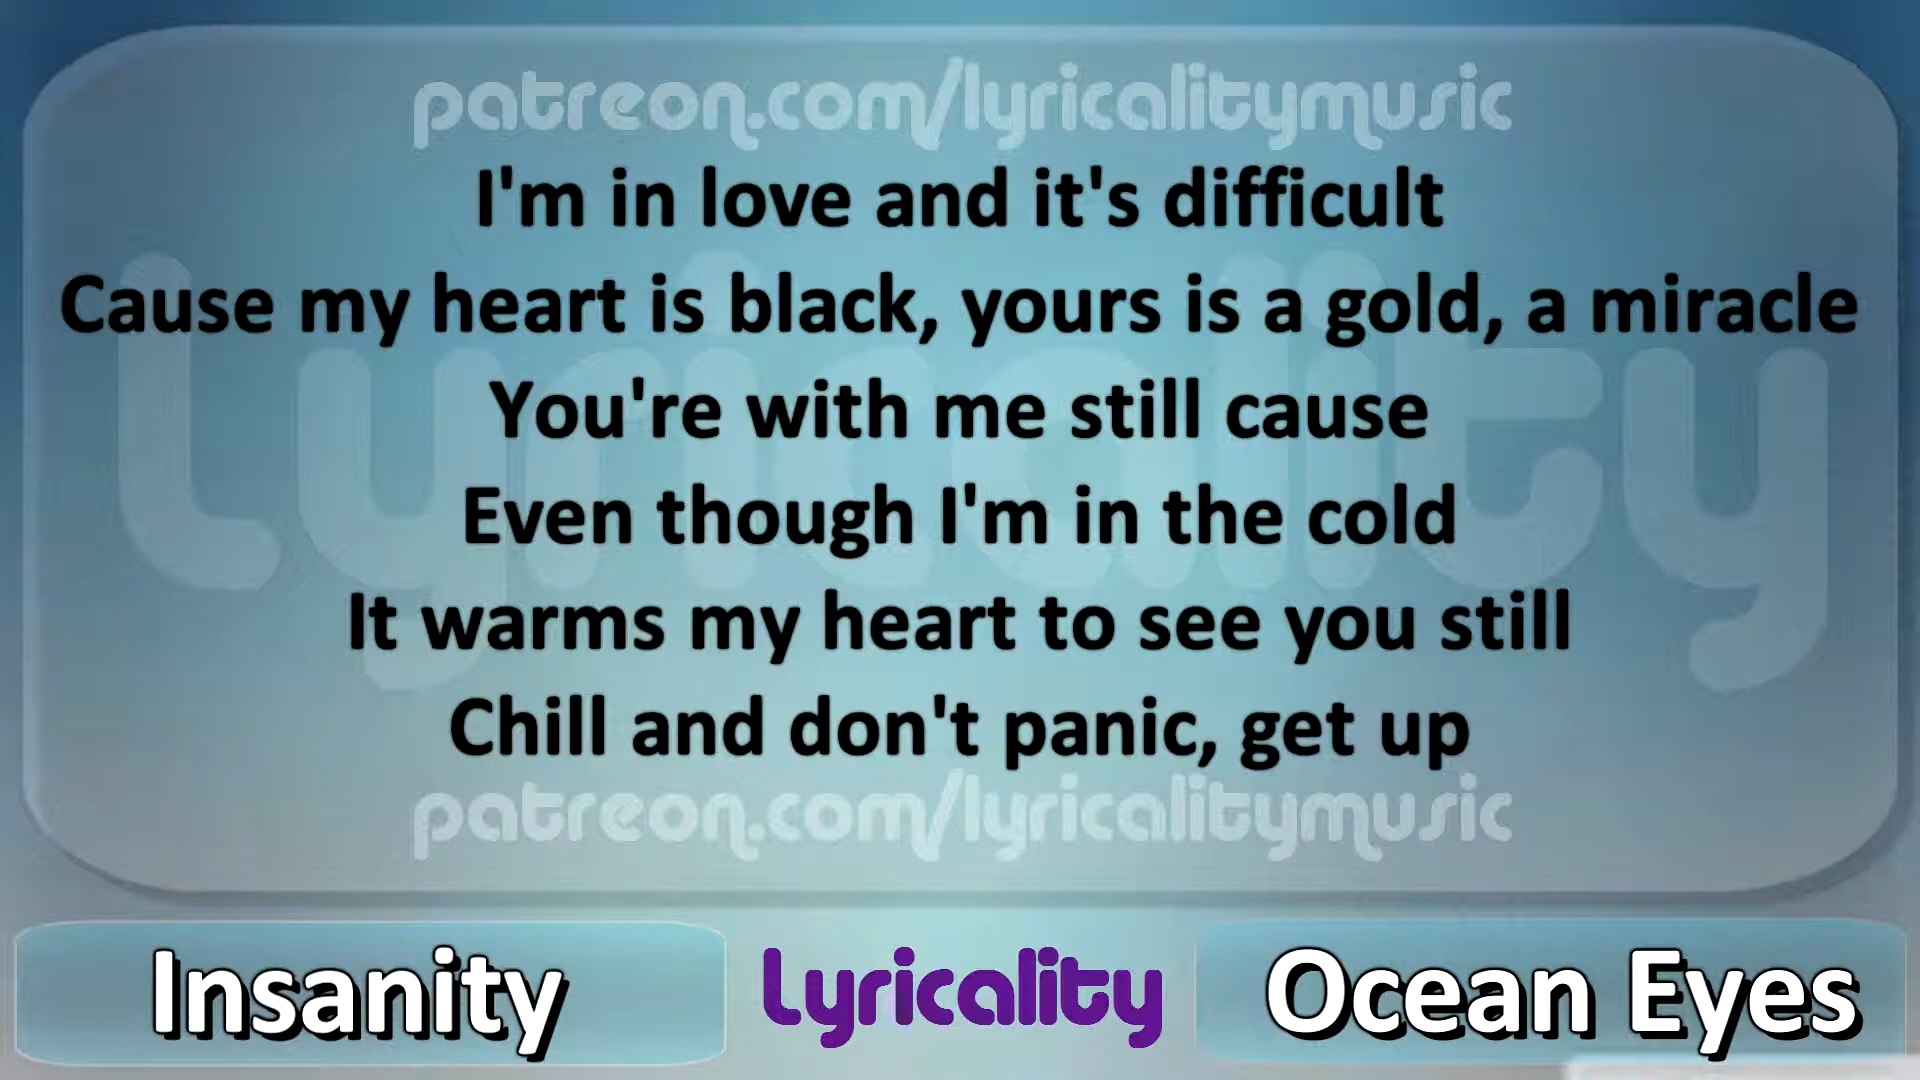 patreon.com/lyricalitymusic
I'm in love and it's difficult
Cause my heart is black, yours is a gold, a miracle
You're with me still cause
Even though I'm in the cold
It warms my heart to see you still
Chill and don't panic, get up
patreon.com/lyricalitymusic
Lyricality
Insanity
Lyricality
Ocean Eyes